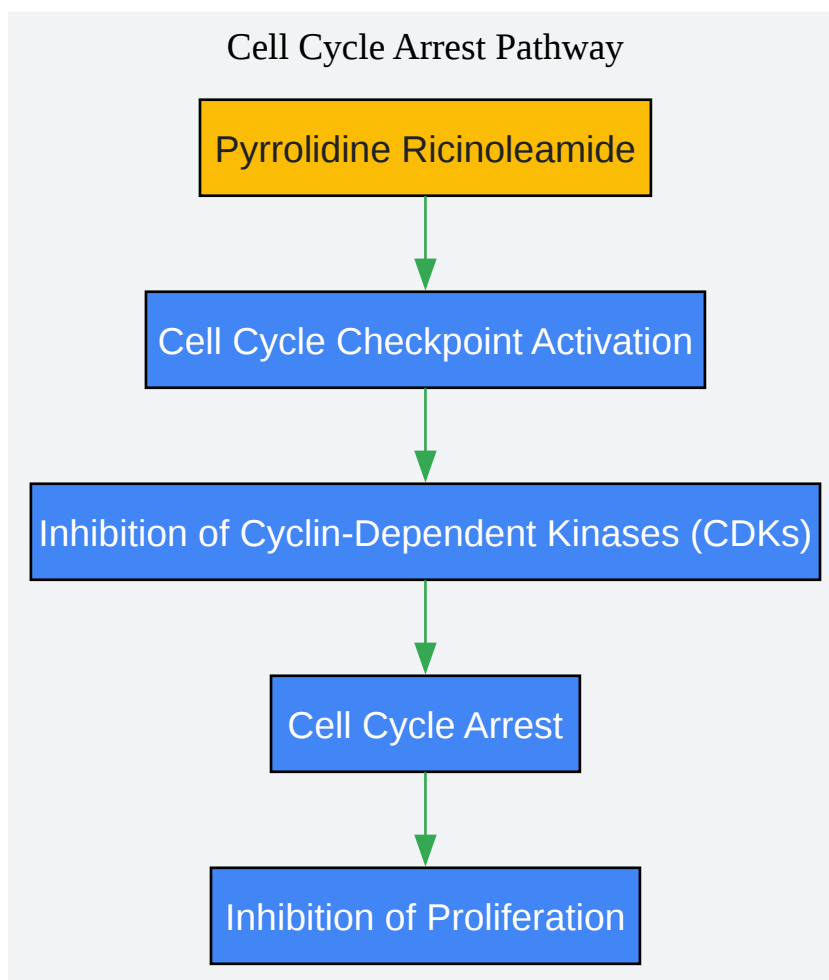 Cell Cycle Arrest Pathway
Pyrrolidine Ricinoleamide
Cell Cycle Checkpoint Activation
Inhibition of Cyclin-Dependent Kinases (CDKs)
Cell Cycle Arrest
Inhibition of Proliferation